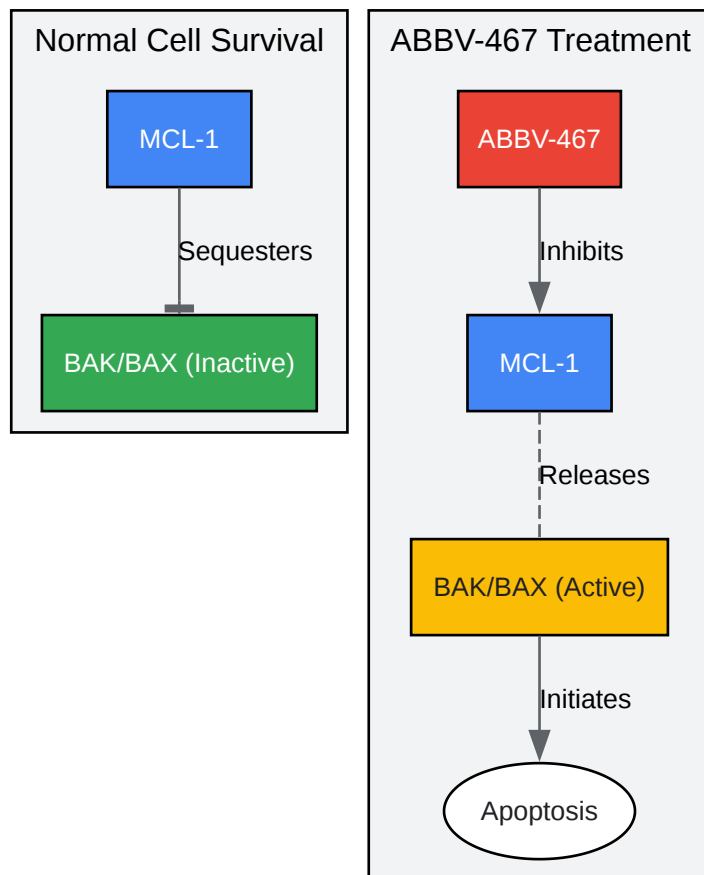 Normal Cell Survival
MCL-1
Sequesters
BAK/BAX (Inactive)
ABBV-467 Treatment
ABBV-467
Inhibits
MCL-1
Releases
BAK/BAX (Active)
Initiates
Apoptosis